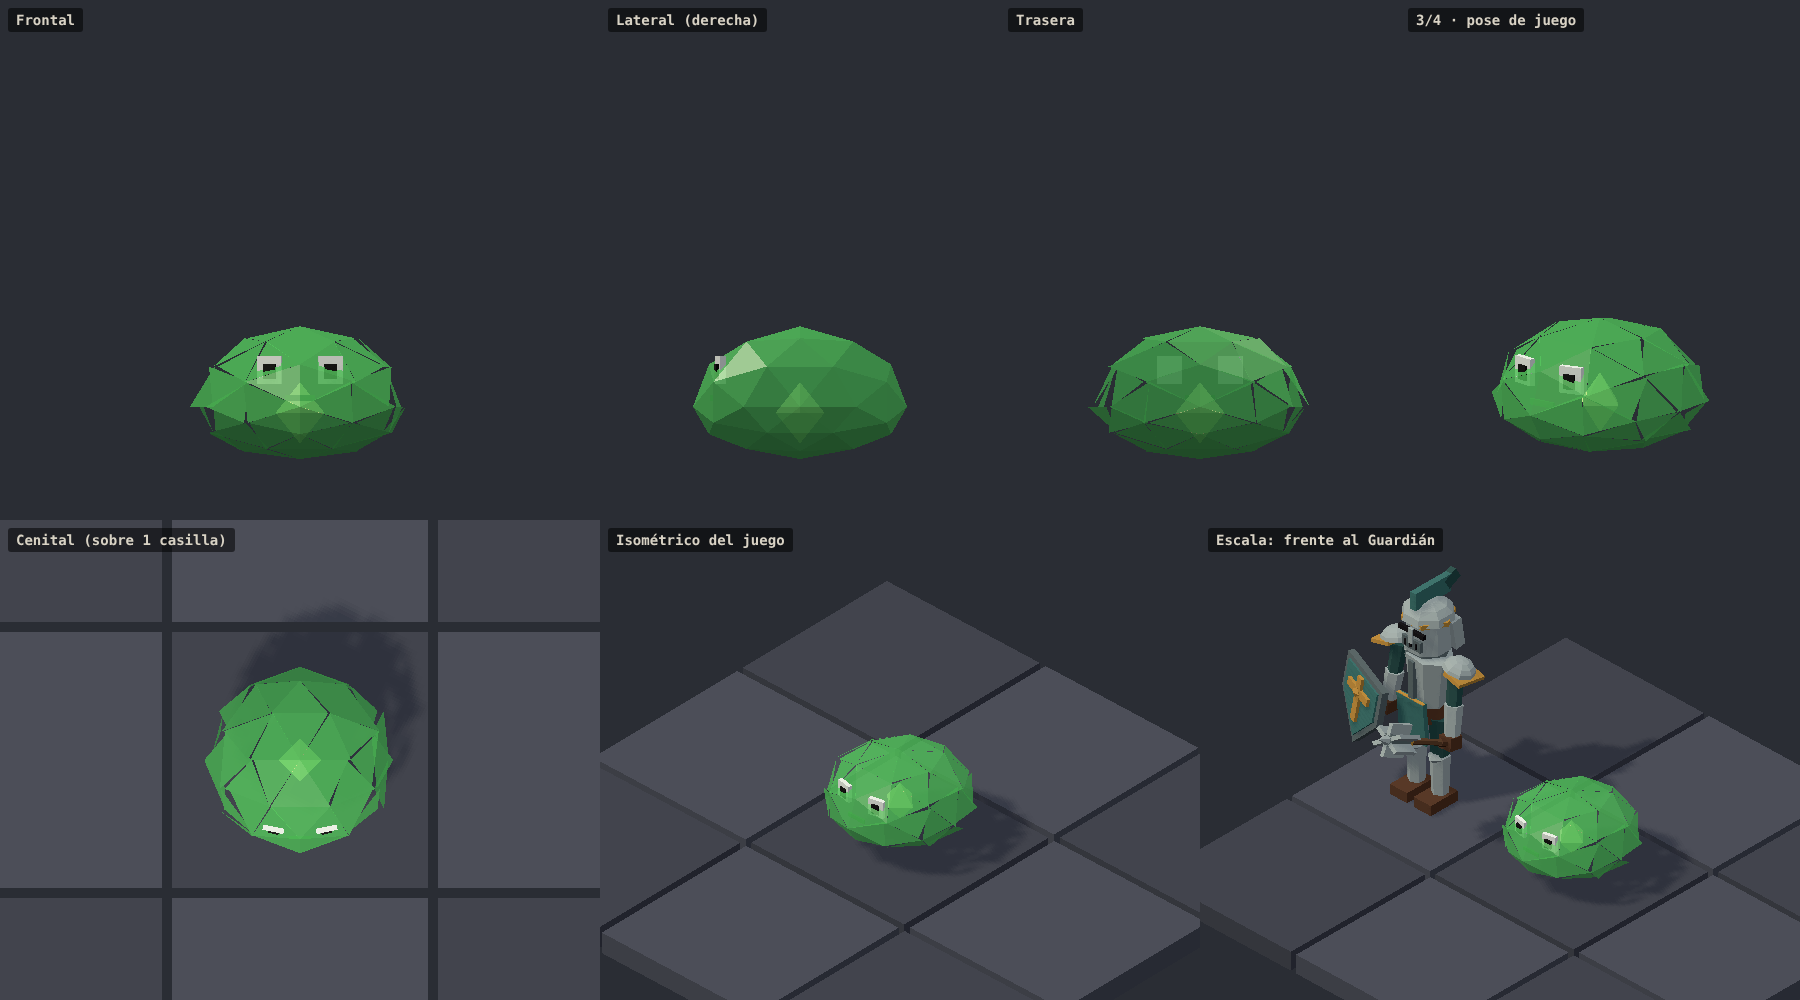 Frontal
Lateral (derecha)
Trasera
3/4 · pose de juego
Cenital (sobre 1 casilla)
Isométrico del juego
Escala: frente al Guardián